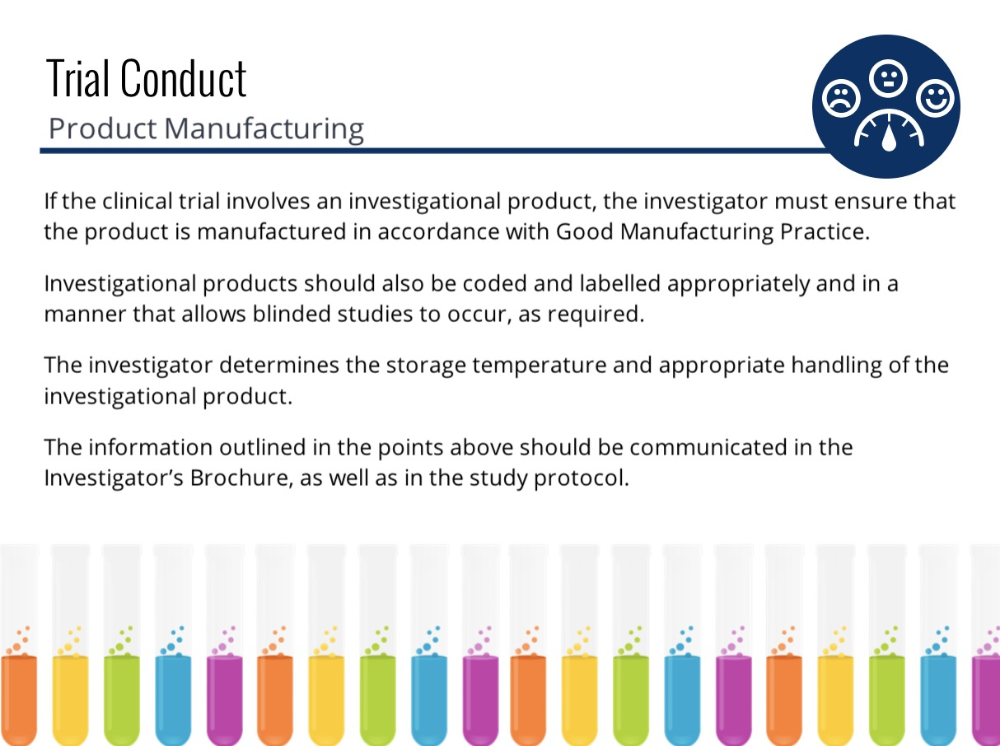 Trial Conduct
Product Manufacturing
If the clinical trial involves an investigational product, the investigator must ensure that
the product is manufactured in accordance with Good Manufacturing Practice.
Investigational products should also be coded and labelled appropriately and in a
manner that allows blinded studies to occur, as required.
The investigator determines the storage temperature and appropriate handling of the
investigational product.
The information outlined in the points above should be communicated in the
Investigator’s Brochure, as well as in the study protocol.